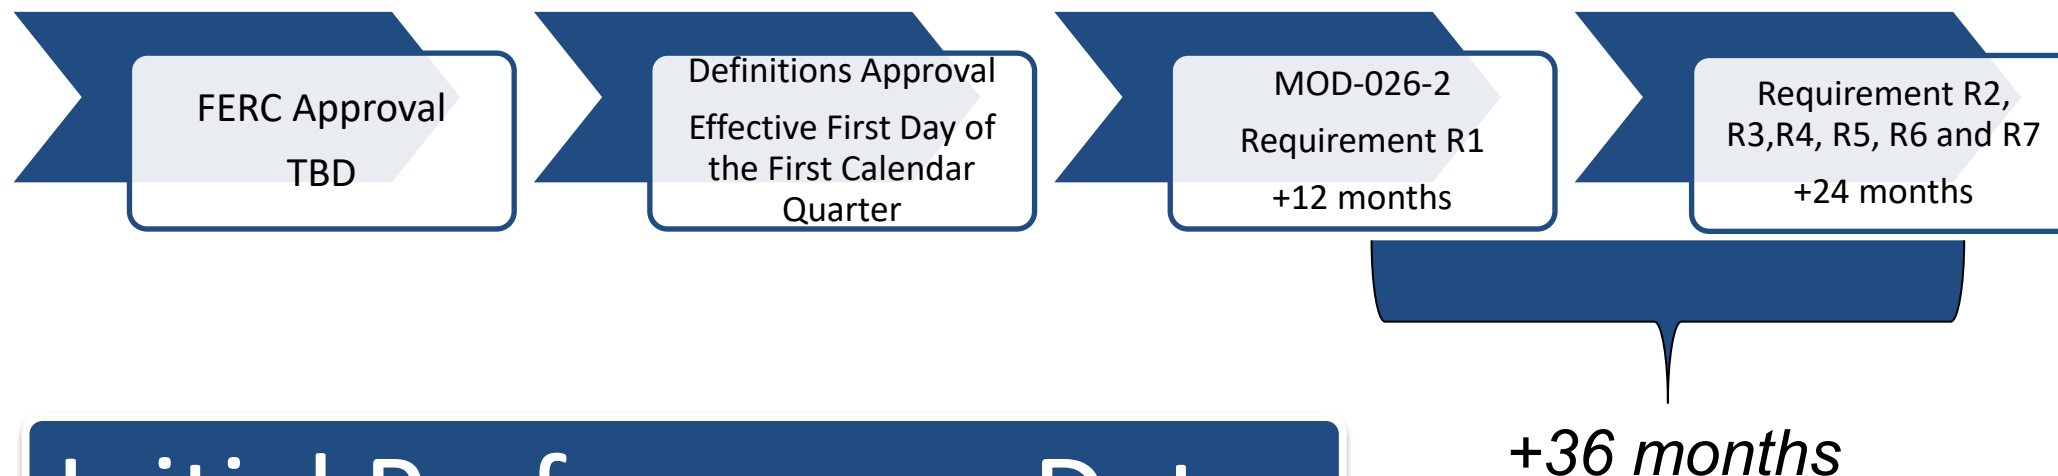 FERC Approval
TBD
Definitions Approval
Effective First Day of
the First Calendar
Quarter
MOD-026-2
Requirement R1
+12 months
Requirement R2,
R3,R4, R5, R6 and R7
+24 months
+36 months
Initial